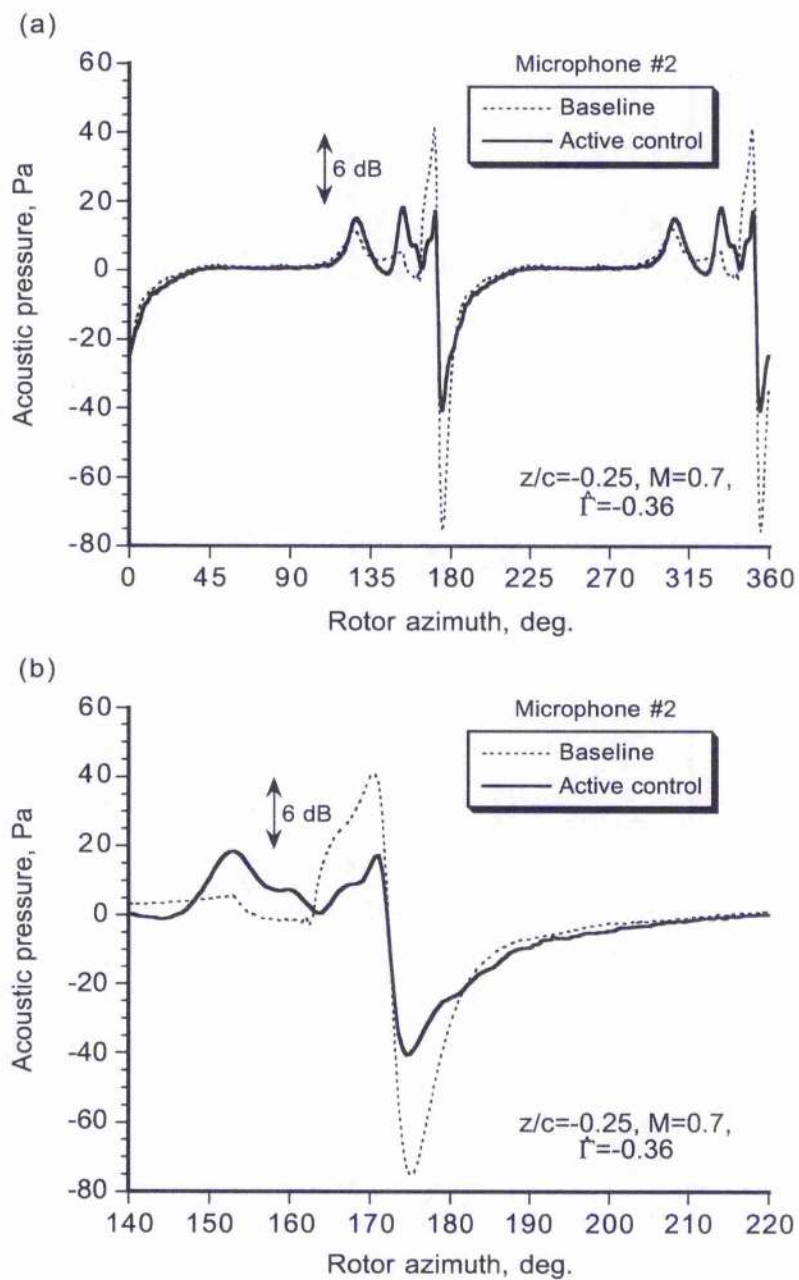 (a)
60
40
20
0
-20
-40
-60
-80
Acoustic pressure, Pa
6 dB
Microphone #2
Baseline
Active control
z/c=-0.25, M=0.7,
Γ̂=-0.36
0 45 90 135 180 225 270 315 360
Rotor azimuth, deg.
(b)
60
40
20
0
-20
-40
-60
-80
Acoustic pressure, Pa
6 dB
Microphone #2
Baseline
Active control
z/c=-0.25, M=0.7,
Γ̂=-0.36
140 150 160 170 180 190 200 210 220
Rotor azimuth, deg.